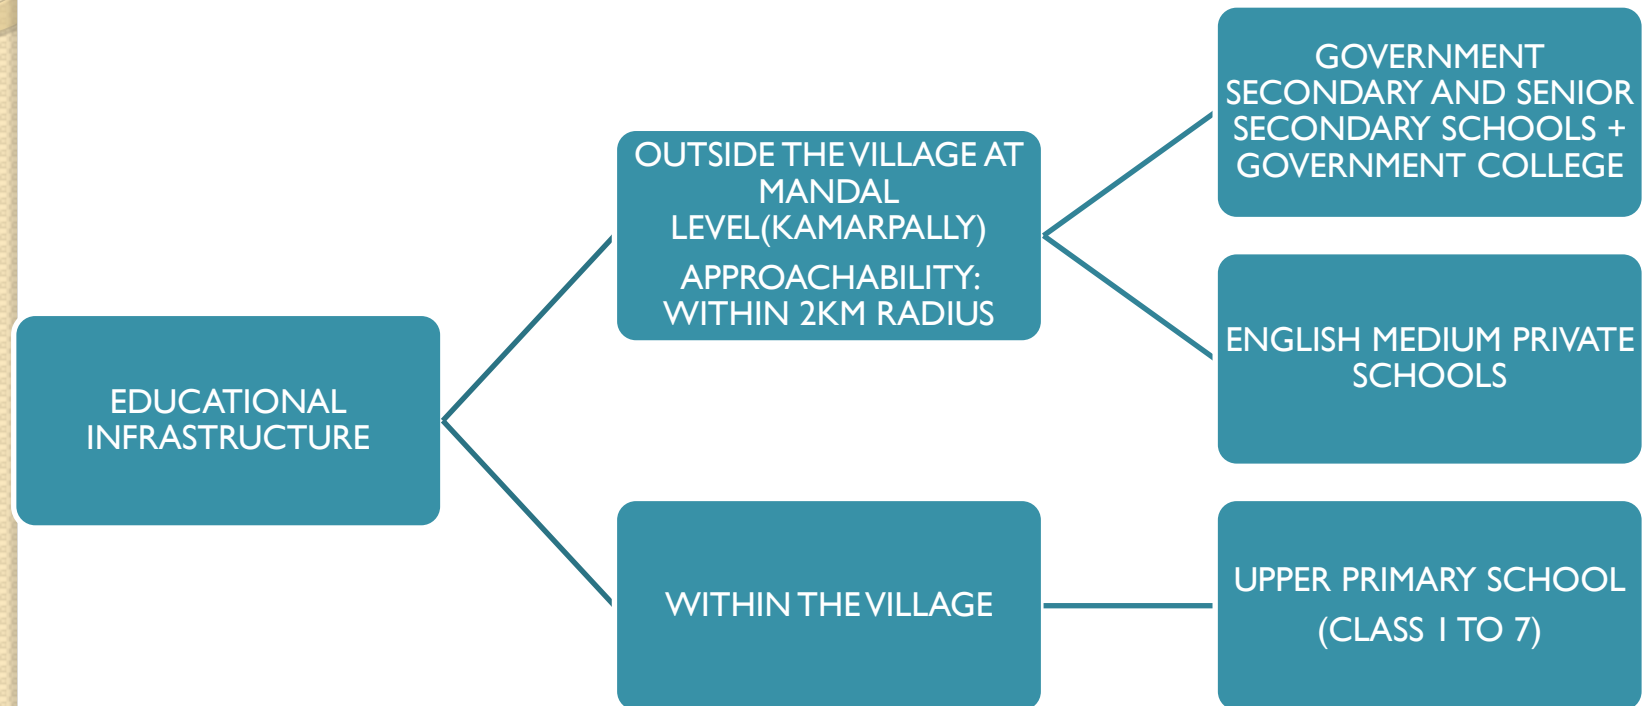 EDUCATIONAL
INFRASTRUCTURE
OUTSIDE THE VILLAGE AT
MANDAL
LEVEL(KAMARPALLY)
APPROACHABILITY:
WITHIN 2KM RADIUS
GOVERNMENT
SECONDARY AND SENIOR
SECONDARY SCHOOLS +
GOVERNMENT COLLEGE
ENGLISH MEDIUM PRIVATE
SCHOOLS
WITHIN THE VILLAGE
UPPER PRIMARY SCHOOL
(CLASS 1 TO 7)